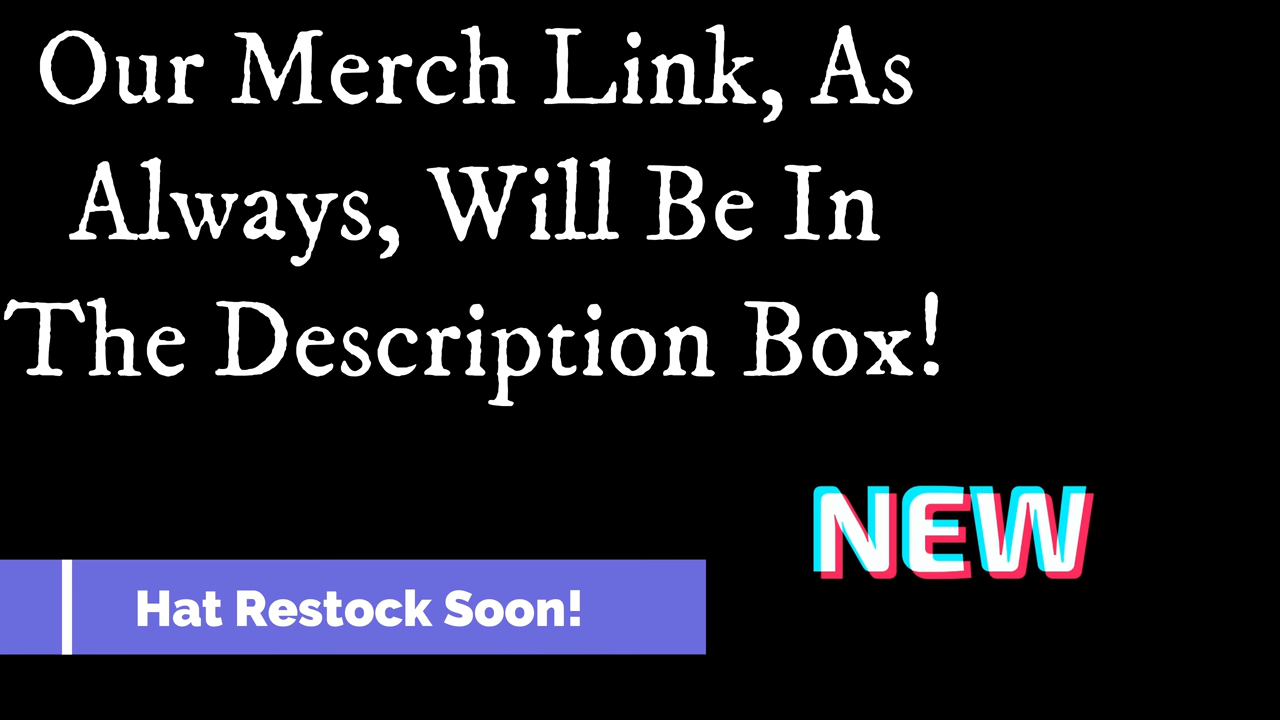 Our Merch Link, As
Always, Will Be In
The Description Box!
NEW
Hat Restock Soon!